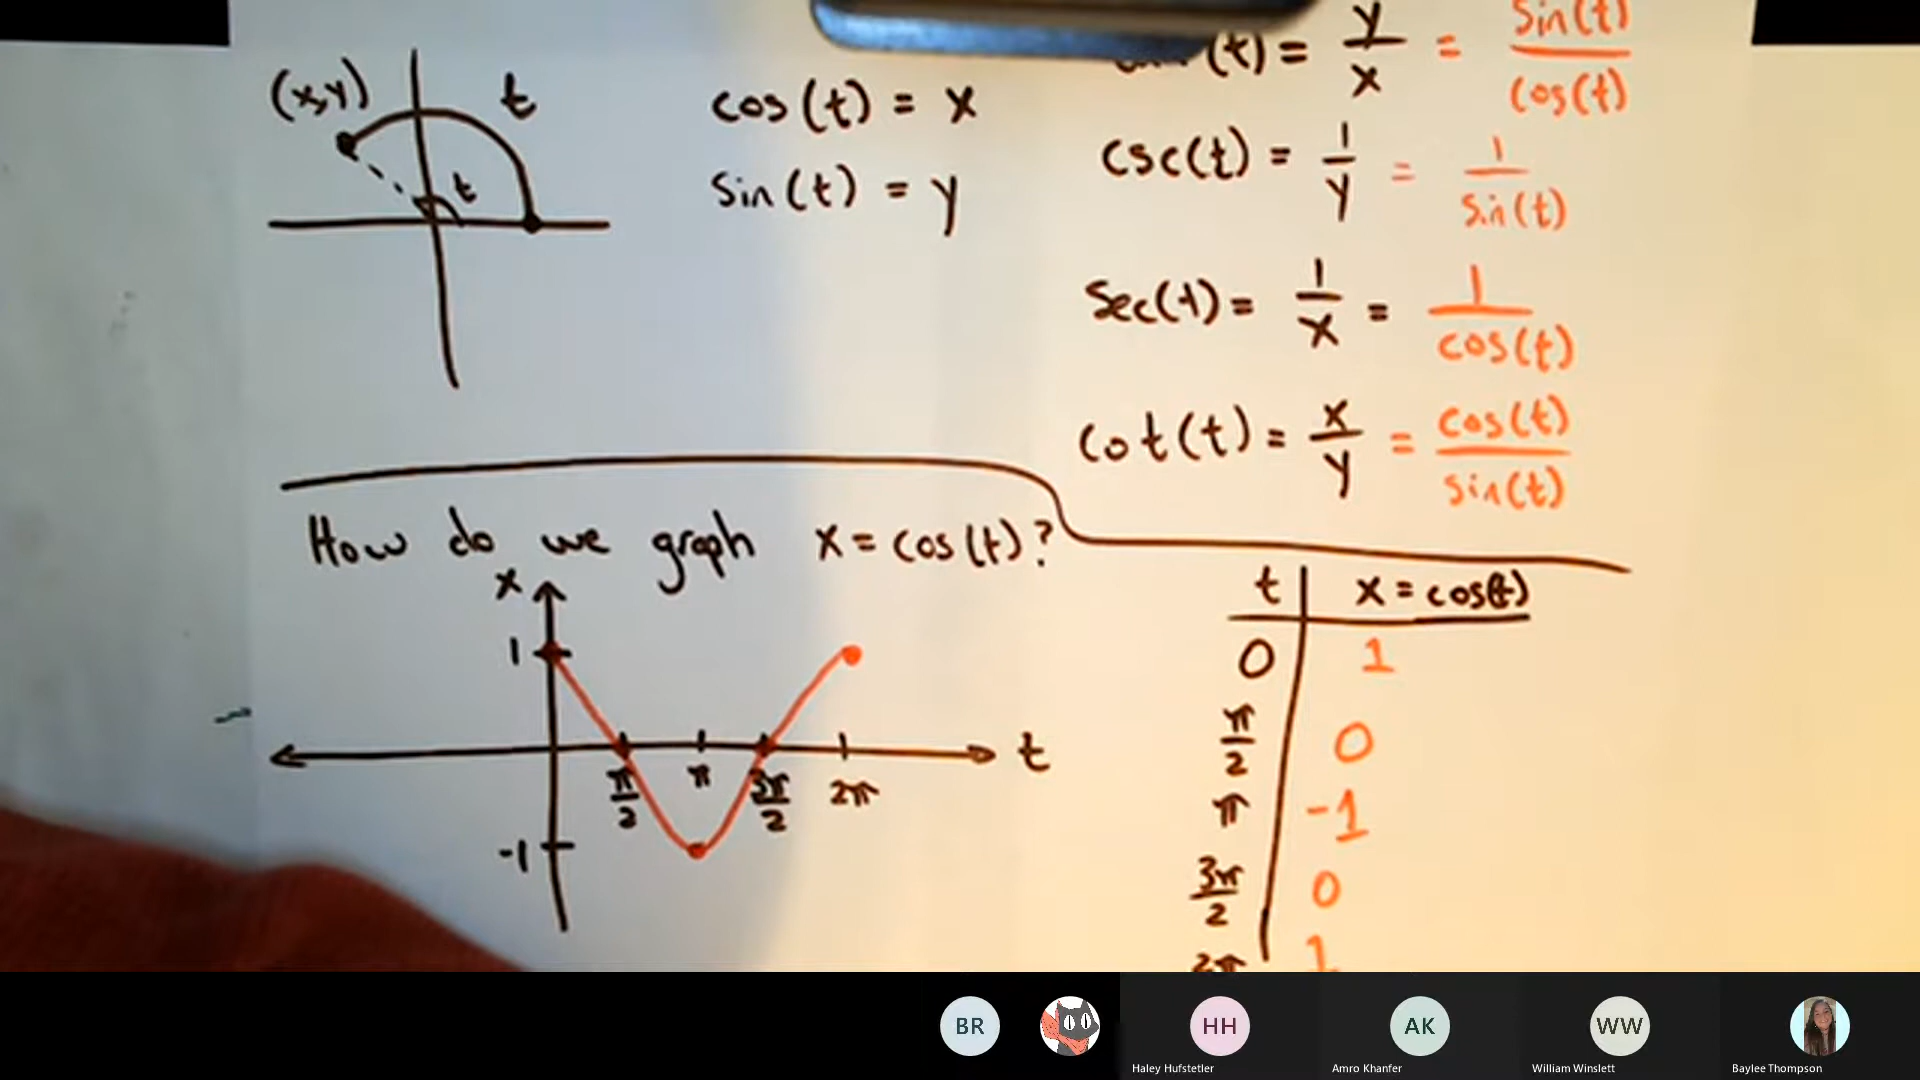 (x,y) t
t
cos(t) = x
sin(t) = y
(t) = y/x = sin(t)/cos(t)
csc(t) = 1/y = 1/sin(t)
sec(t) = 1/x = 1/cos(t)
cot(t) = x/y = cos(t)/sin(t)
How do we graph x = cos(t)?
x
1
-1
π/2 π 3π/2 2π
t
t | x = cos(t)
0 | 1
π/2 | 0
π | -1
3π/2 | 0
2π | 1
BR HH AK WW
Haley Hufstetler Amro Khanfer William Winslett Baylee Thompson